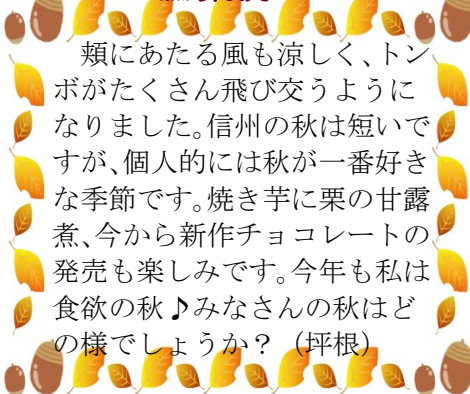 頬にあたる風も涼しく、トン
ボがたくさん飛び交うように
なりました。信州の秋は短いで
すが、個人的には秋が一番好き
な季節です。焼き芋に栗の甘露
煮、今から新作チョコレートの
発売も楽しみです。今年も私は
食欲の秋♪みなさんの秋はど
の様でしょうか？（坪根）